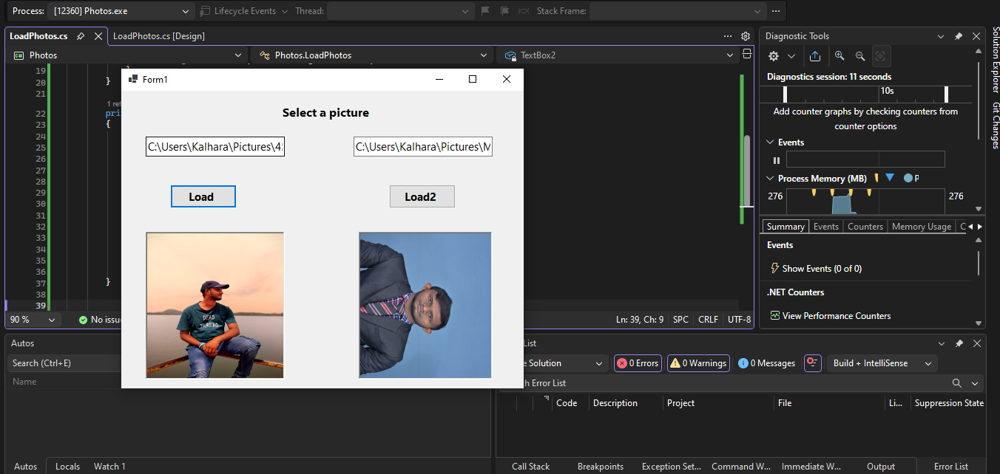 Process: [12360] Photos.exe Lifecycle Events Thread: Stack Frame:
LoadPhotos.cs LoadPhotos.cs [Design]
Photos Photos.LoadPhotos TextBox2
19
20 }
21
1 ref
22 pri
23 {
24
25
26
27
28
29
30
31
32
33
34
35
36
37 }
38
39
90 % No issu Ln: 39, Ch: 9 SPC CRLF UTF-8
Form1
Select a picture
C:\Users\Kalhara\Pictures\4 C:\Users\Kalhara\Pictures\M
Load Load2
DEAD
THREAD
Diagnostic Tools
Diagnostics session: 11 seconds
10s
Add counter graphs by checking counters from
counter options
Events
Process Memory (MB) P
276 276
Summary Events Counters Memory Usage C
Events
Show Events (0 of 0)
.NET Counters
View Performance Counters
Solution Explorer
Git Changes
Autos
Search (Ctrl+E)
Name
Autos Locals Watch 1
List
e Solution 0 Errors 0 Warnings 0 Messages Build + IntelliSense
h Error List
Code Description Project File Li... Suppression State
Call Stack Breakpoints Exception Set... Command W... Immediate W... Output Error List